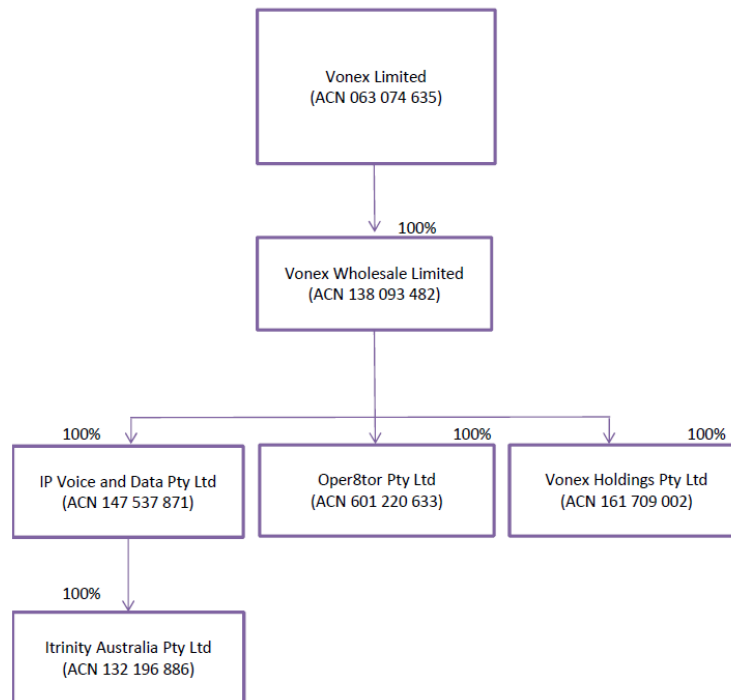 Vonex Limited
(ACN 063 074 635)
100%
Vonex Wholesale Limited
(ACN 138 093 482)
100%
100%
100%
IP Voice and Data Pty Ltd
(ACN 147 537 871)
Oper8tor Pty Ltd
(ACN 601 220 633)
Vonex Holdings Pty Ltd
(ACN 161 709 002)
100%
Itrinity Australia Pty Ltd
(ACN 132 196 886)